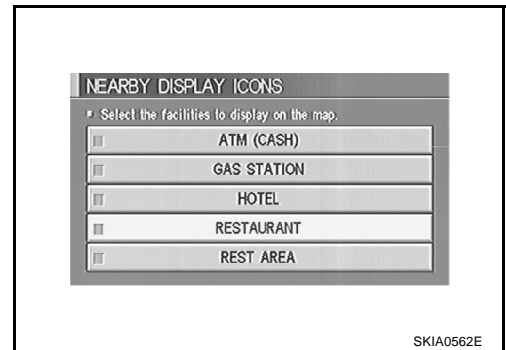 NEARBY DISPLAY ICONS
Select the facilities to display on the map.
ATM (CASH)
GAS STATION
HOTEL
RESTAURANT
REST AREA
SKIA0562E